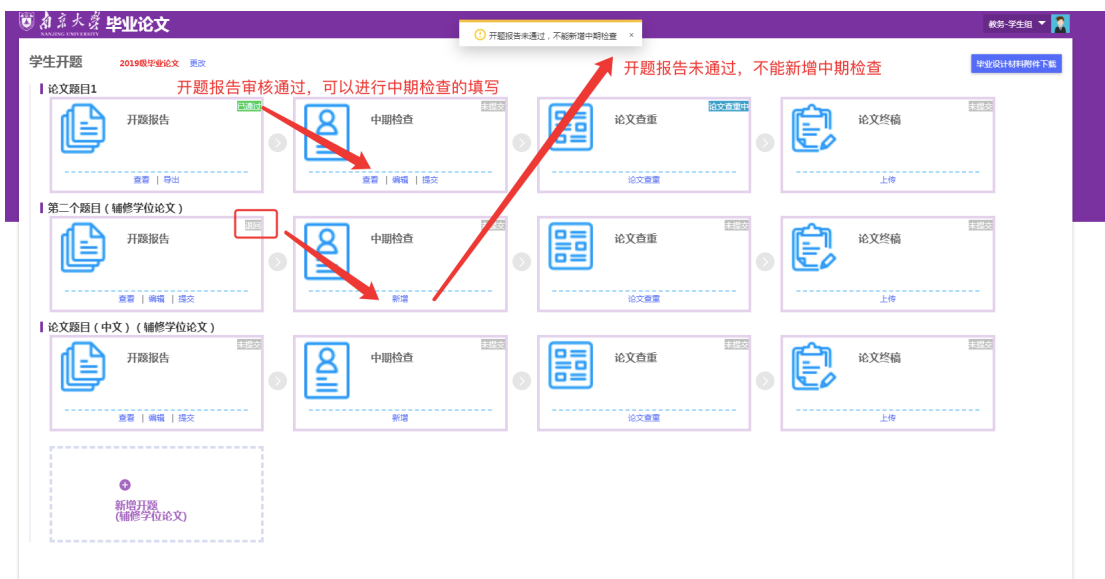 南京大学 毕业论文
NANJING UNIVERSITY
开题报告未通过，不能新增中期检查 ×
教务-学生组
学生开题 2019级毕业论文 更改
开题报告未通过，不能新增中期检查
毕业设计材料附件下载
论文题目1
开题报告审核通过，可以进行中期检查的填写
开题报告 已通过
中期检查 未提交
论文查重 论文查重中
论文终稿 未提交
查看 | 导出
查看 | 编辑 | 提交
论文查重
上传
第二个题目(辅修学位论文)
开题报告 退回
中期检查 未提交
论文查重 未提交
论文终稿 未提交
查看 | 编辑 | 提交
新增
论文查重
上传
论文题目(中文)(辅修学位论文)
开题报告 未提交
中期检查 未提交
论文查重 未提交
论文终稿 未提交
查看 | 编辑 | 提交
新增
论文查重
上传
新增开题
(辅修学位论文)